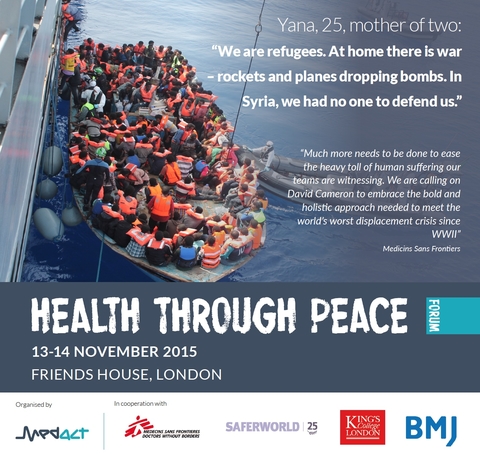 Yana, 25, mother of two:
“We are refugees. At home there is war
– rockets and planes dropping bombs. In
Syria, we had no one to defend us.”
“Much more needs to be done to ease
the heavy toll of human suffering our
teams are witnessing. We are calling on
David Cameron to embrace the bold and
holistic approach needed to meet the
world's worst displacement crisis since
WWII”
Medicins Sans Frontiers
HEALTH THROUGH PEACE
FORUM
13-14 NOVEMBER 2015
FRIENDS HOUSE, LONDON
Organised by
In cooperation with
MEDACT
MEDECINS SANS FRONTIERES
DOCTORS WITHOUT BORDERS
SAFERWORLD
25
KING'S
College
LONDON
BMJ